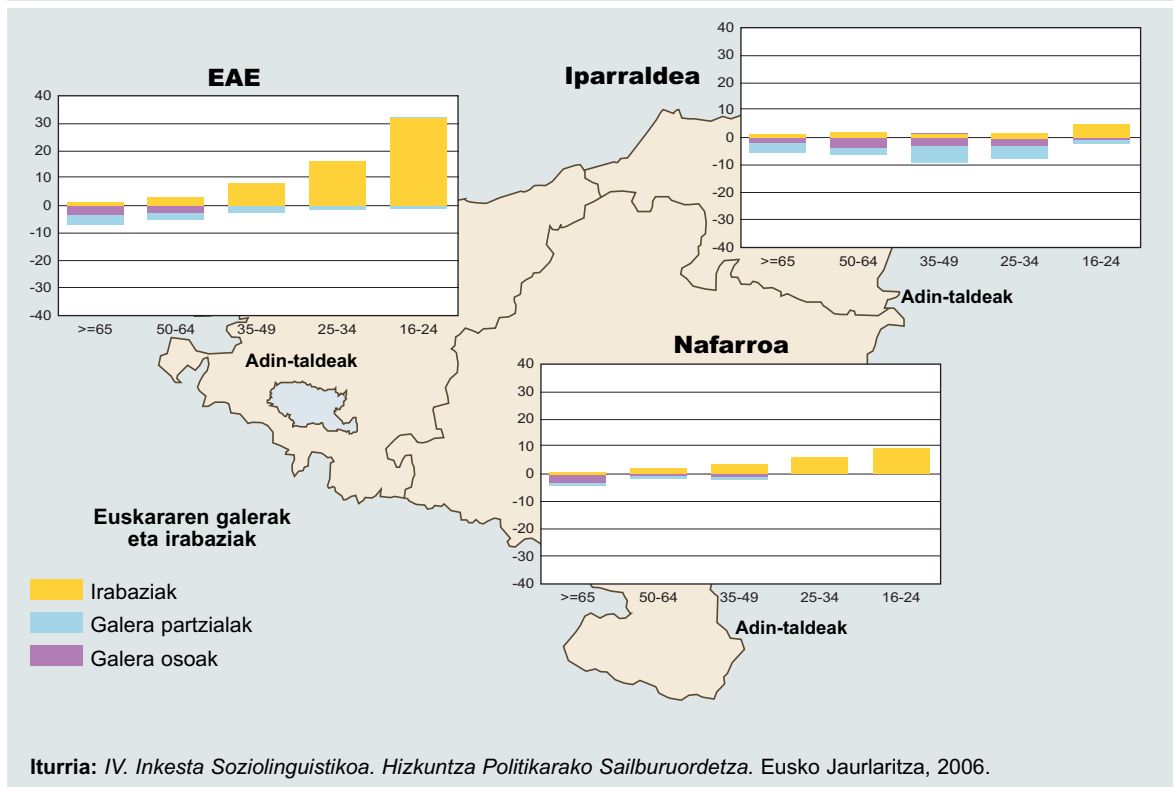 EAE
40
30
20
10
0
-10
-20
-30
-40
>=65 50-64 35-49 25-34 16-24
Adin-taldeak
Iparraldea
40
30
20
10
0
-10
-20
-30
-40
>=65 50-64 35-49 25-34 16-24
Adin-taldeak
Nafarroa
40
30
20
10
0
-10
-20
-30
-40
>=65 50-64 35-49 25-34 16-24
Adin-taldeak
Euskararen galerak
eta irabaziak
Irabaziak
Galera partzialak
Galera osoak
Iturria: IV. Inkesta Soziolinguistikoa. Hizkuntza Politikarako Sailburuordetza. Eusko Jaurlaritza, 2006.